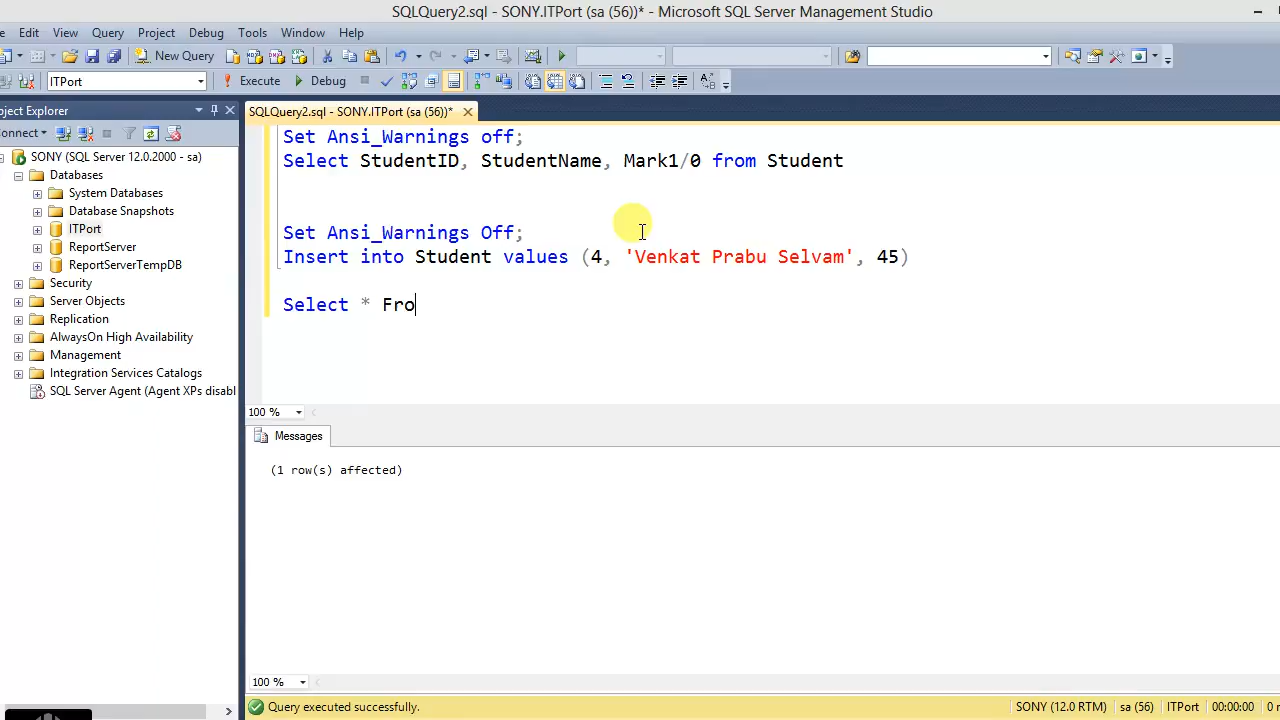 SQLQuery2.sql - SONY.ITPort (sa (56))* - Microsoft SQL Server Management Studio
Edit View Query Project Debug Tools Window Help
New Query
ITPort Execute Debug
Object Explorer
SQLQuery2.sql - SONY.ITPort (sa (56))*
Connect
SONY (SQL Server 12.0.2000 - sa)
Databases
System Databases
Database Snapshots
ITPort
ReportServer
ReportServerTempDB
Security
Server Objects
Replication
AlwaysOn High Availability
Management
Integration Services Catalogs
SQL Server Agent (Agent XPs disabl
Set Ansi_Warnings off;
Select StudentID, StudentName, Mark1/0 from Student
Set Ansi_Warnings Off;
Insert into Student values (4, 'Venkat Prabu Selvam', 45)
Select * Fro
100 %
Messages
(1 row(s) affected)
100 %
Query executed successfully. SONY (12.0 RTM) sa (56) ITPort 00:00:00 0